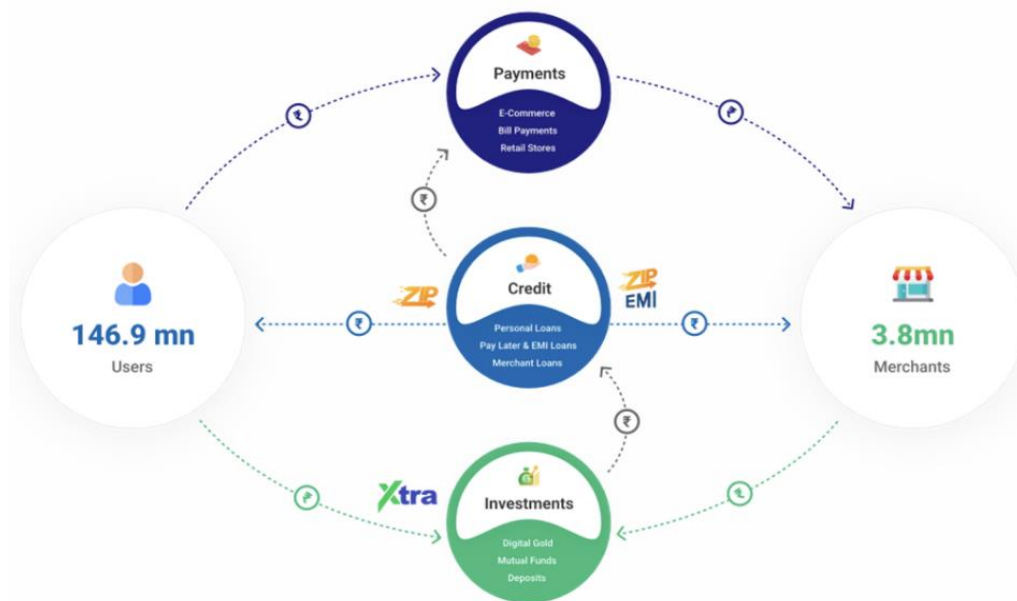 Payments
E-Commerce
Bill Payments
Retail Stores
₹
₹
₹
146.9 mn
Users
ZIP
Credit
ZIP
EMI
Personal Loans
Pay Later & EMI Loans
Merchant Loans
₹
₹
3.8mn
Merchants
₹
Xtra
Investments
Digital Gold
Mutual Funds
Deposits
₹
₹